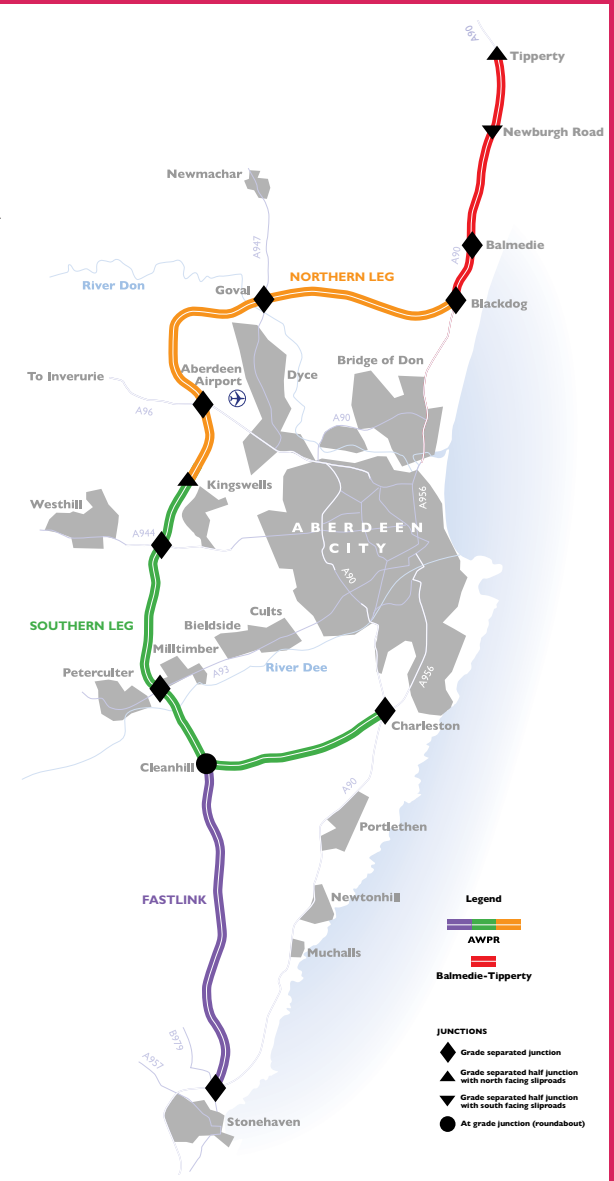 A90
Tipperty
Newburgh Road
Newmachar
A947
A90
Balmedie
NORTHERN LEG
River Don
Goval
Blackdog
Aberdeen
Airport
Dyce
Bridge of Don
To Inverurie
A96
A90
Kingswells
Westhill
A956
A944
ABERDEEN
CITY
A90
Cults
Bieldside
SOUTHERN LEG
Milltimber
Peterculter
A93
River Dee
A956
Charleston
Cleanhill
A90
Portlethen
FASTLINK
Newtonhill
Muchalls
B979
A957
Stonehaven
Legend
AWPR
Balmedie-Tipperty
JUNCTIONS
Grade separated junction
Grade separated half junction
with north facing sliproads
Grade separated half junction
with south facing sliproads
At grade junction (roundabout)